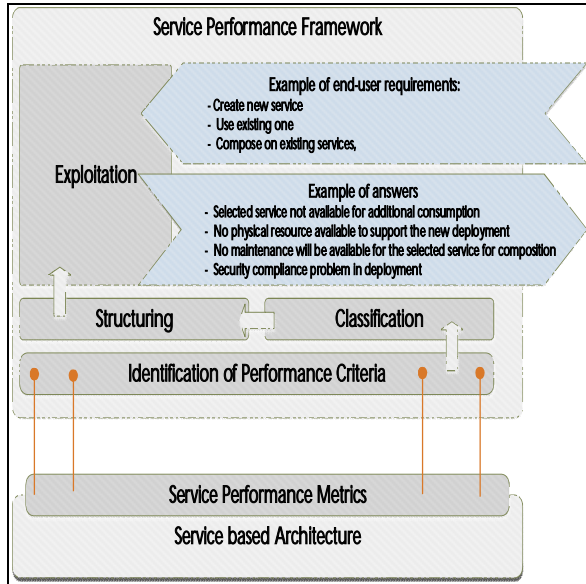 Service Performance Framework
Example of end-user requirements:
- Create new service
- Use existing one
- Compose on existing services,
Exploitation
Example of answers
- Selected service not available for additional consumption
- No physical resource available to support the new deployment
- No maintenance will be available for the selected service for composition
- Security compliance problem in deployment
Structuring
Classification
Identification of Performance Criteria
Service Performance Metrics
Service based Architecture